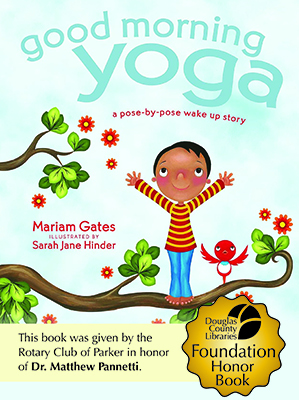 good morning
yoga
a pose-by-pose wake up story
Mariam Gates
ILLUSTRATED BY
Sarah Jane Hinder
This book was given by the
Rotary Club of Parker in honor
of Dr. Matthew Pannetti.
Douglas
County
Libraries
Foundation
Honor
Book